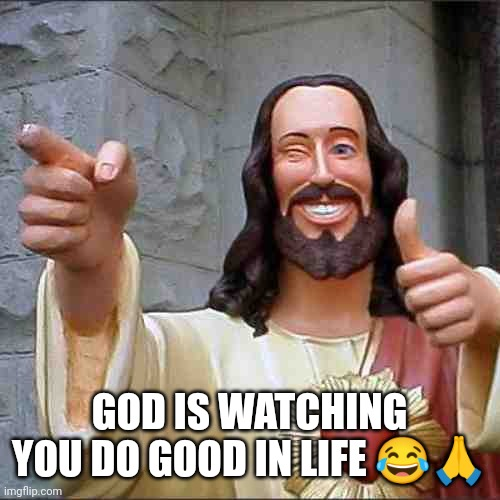 GOD IS WATCHING
YOU DO GOOD IN LIFE 😂🙏
imgflip.com